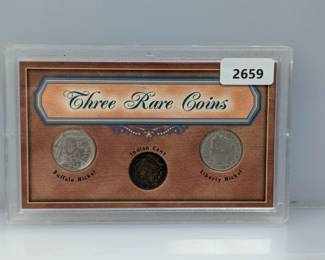 2659
Three Rare Coins
Indian Cent
Buffalo Nickel
Liberty Nickel